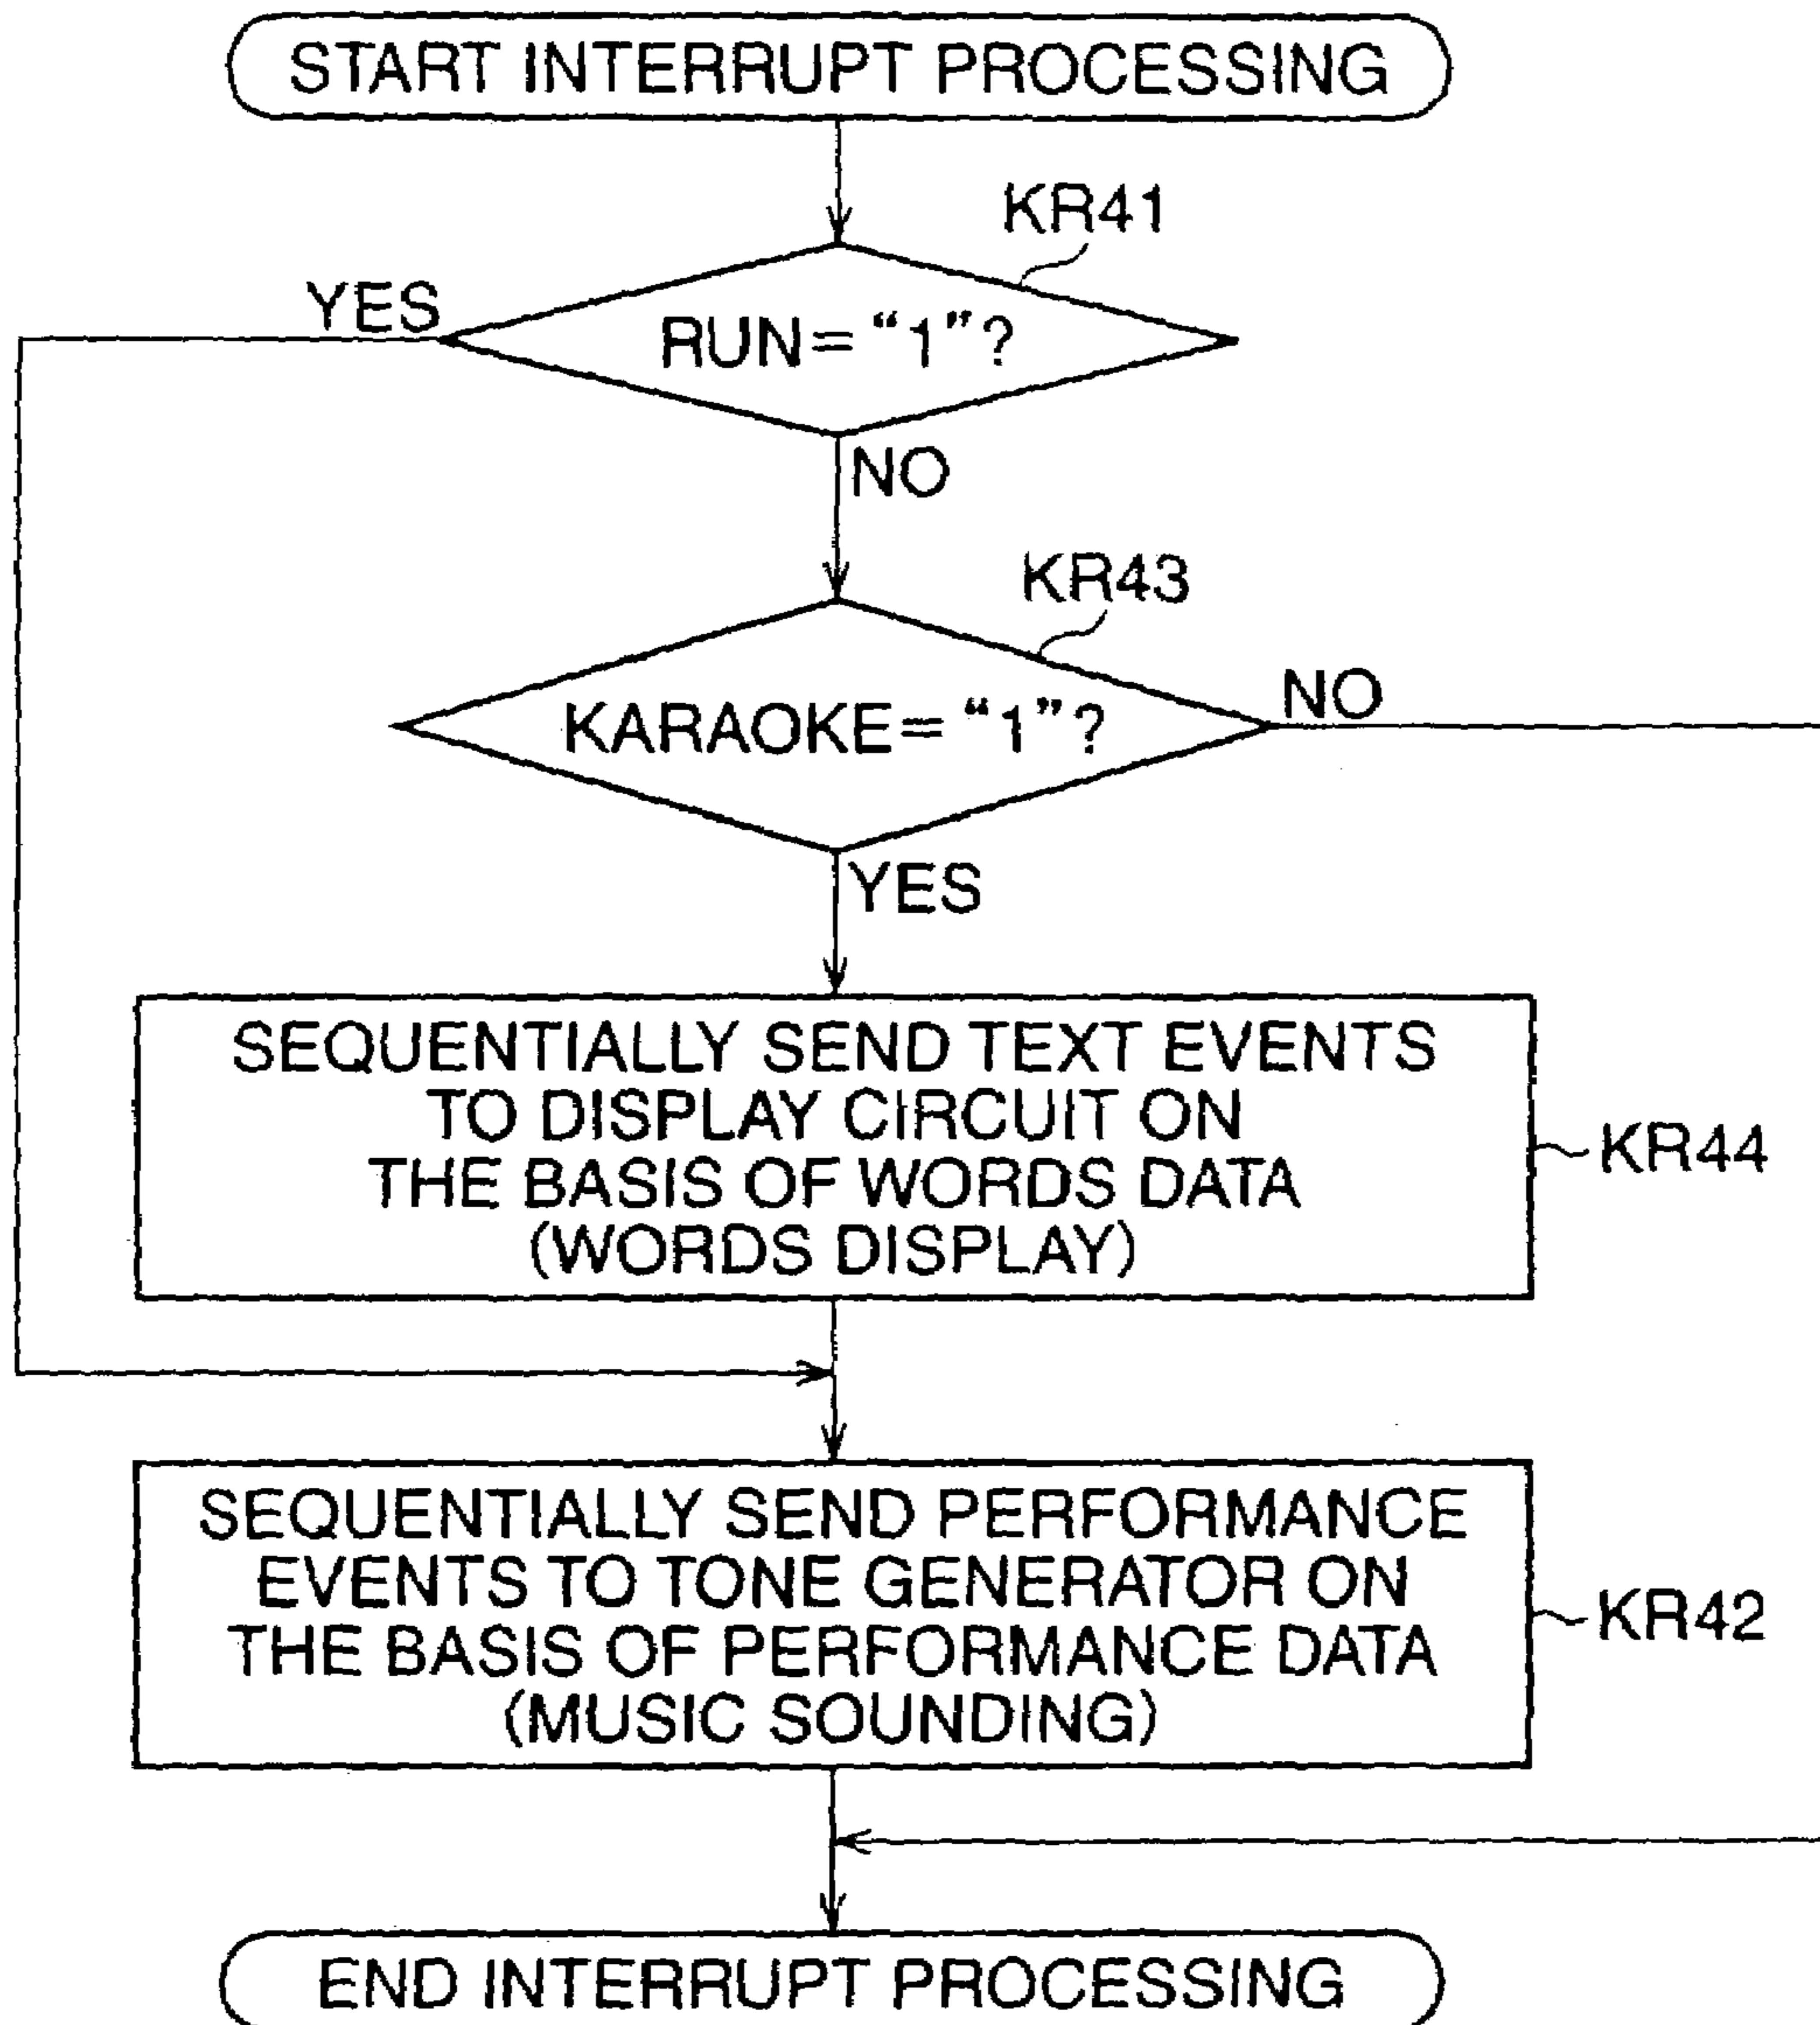 START INTERRUPT PROCESSING
KR41
YES
RUN= “1”?
NO
KR43
KARAOKE= “1”?
NO
YES
SEQUENTIALLY SEND TEXT EVENTS
TO DISPLAY CIRCUIT ON
THE BASIS OF WORDS DATA
(WORDS DISPLAY)
KR44
SEQUENTIALLY SEND PERFORMANCE
EVENTS TO TONE GENERATOR ON
THE BASIS OF PERFORMANCE DATA
(MUSIC SOUNDING)
KR42
END INTERRUPT PROCESSING